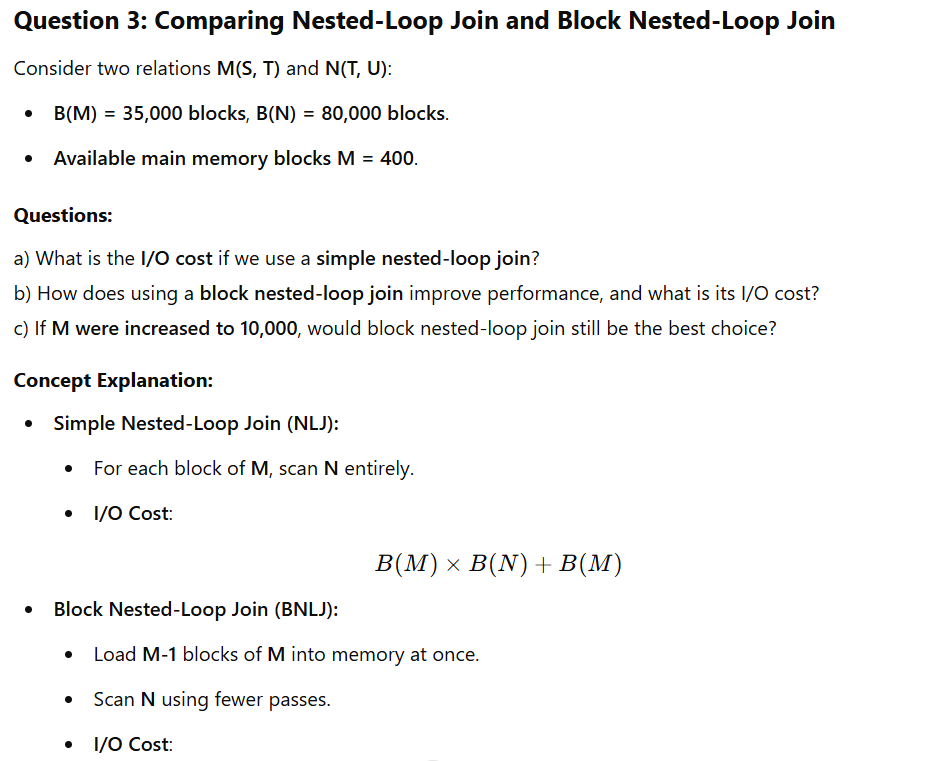 Question 3: Comparing Nested-Loop Join and Block Nested-Loop Join
Consider two relations M(S, T) and N(T, U):
• B(M) = 35,000 blocks, B(N) = 80,000 blocks.
• Available main memory blocks M = 400.
Questions:
a) What is the I/O cost if we use a simple nested-loop join?
b) How does using a block nested-loop join improve performance, and what is its I/O cost?
c) If M were increased to 10,000, would block nested-loop join still be the best choice?
Concept Explanation:
• Simple Nested-Loop Join (NLJ):
• For each block of M, scan N entirely.
• I/O Cost:
B(M) × B(N) + B(M)
• Block Nested-Loop Join (BNLJ):
• Load M-1 blocks of M into memory at once.
• Scan N using fewer passes.
• I/O Cost: